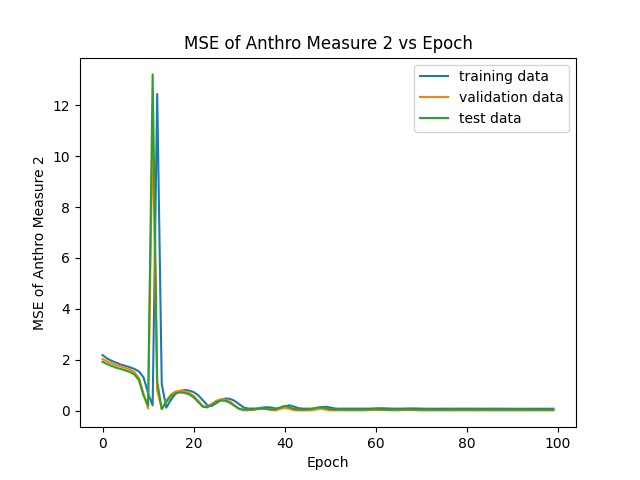 MSE of Anthro Measure 2 vs Epoch
training data
validation data
test data
MSE of Anthro Measure 2
12
10
8
6
4
2
0
0 20 40 60 80 100
Epoch